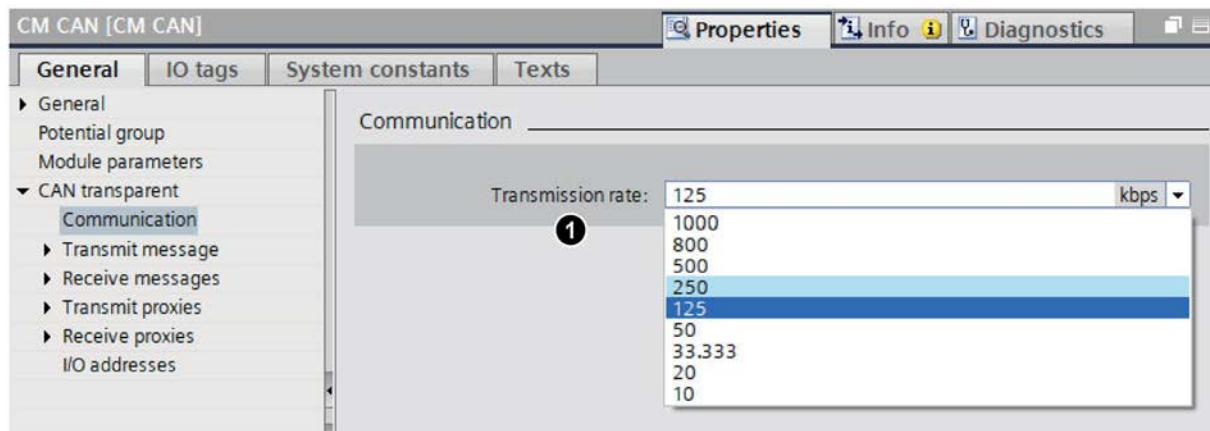 CM CAN [CM CAN]
Properties
Info
Diagnostics
General
IO tags
System constants
Texts
General
Potential group
Module parameters
CAN transparent
Communication
Transmit message
Receive messages
Transmit proxies
Receive proxies
I/O addresses
Communication
Transmission rate: 125 kbps
1
1000
800
500
250
125
50
33.333
20
10